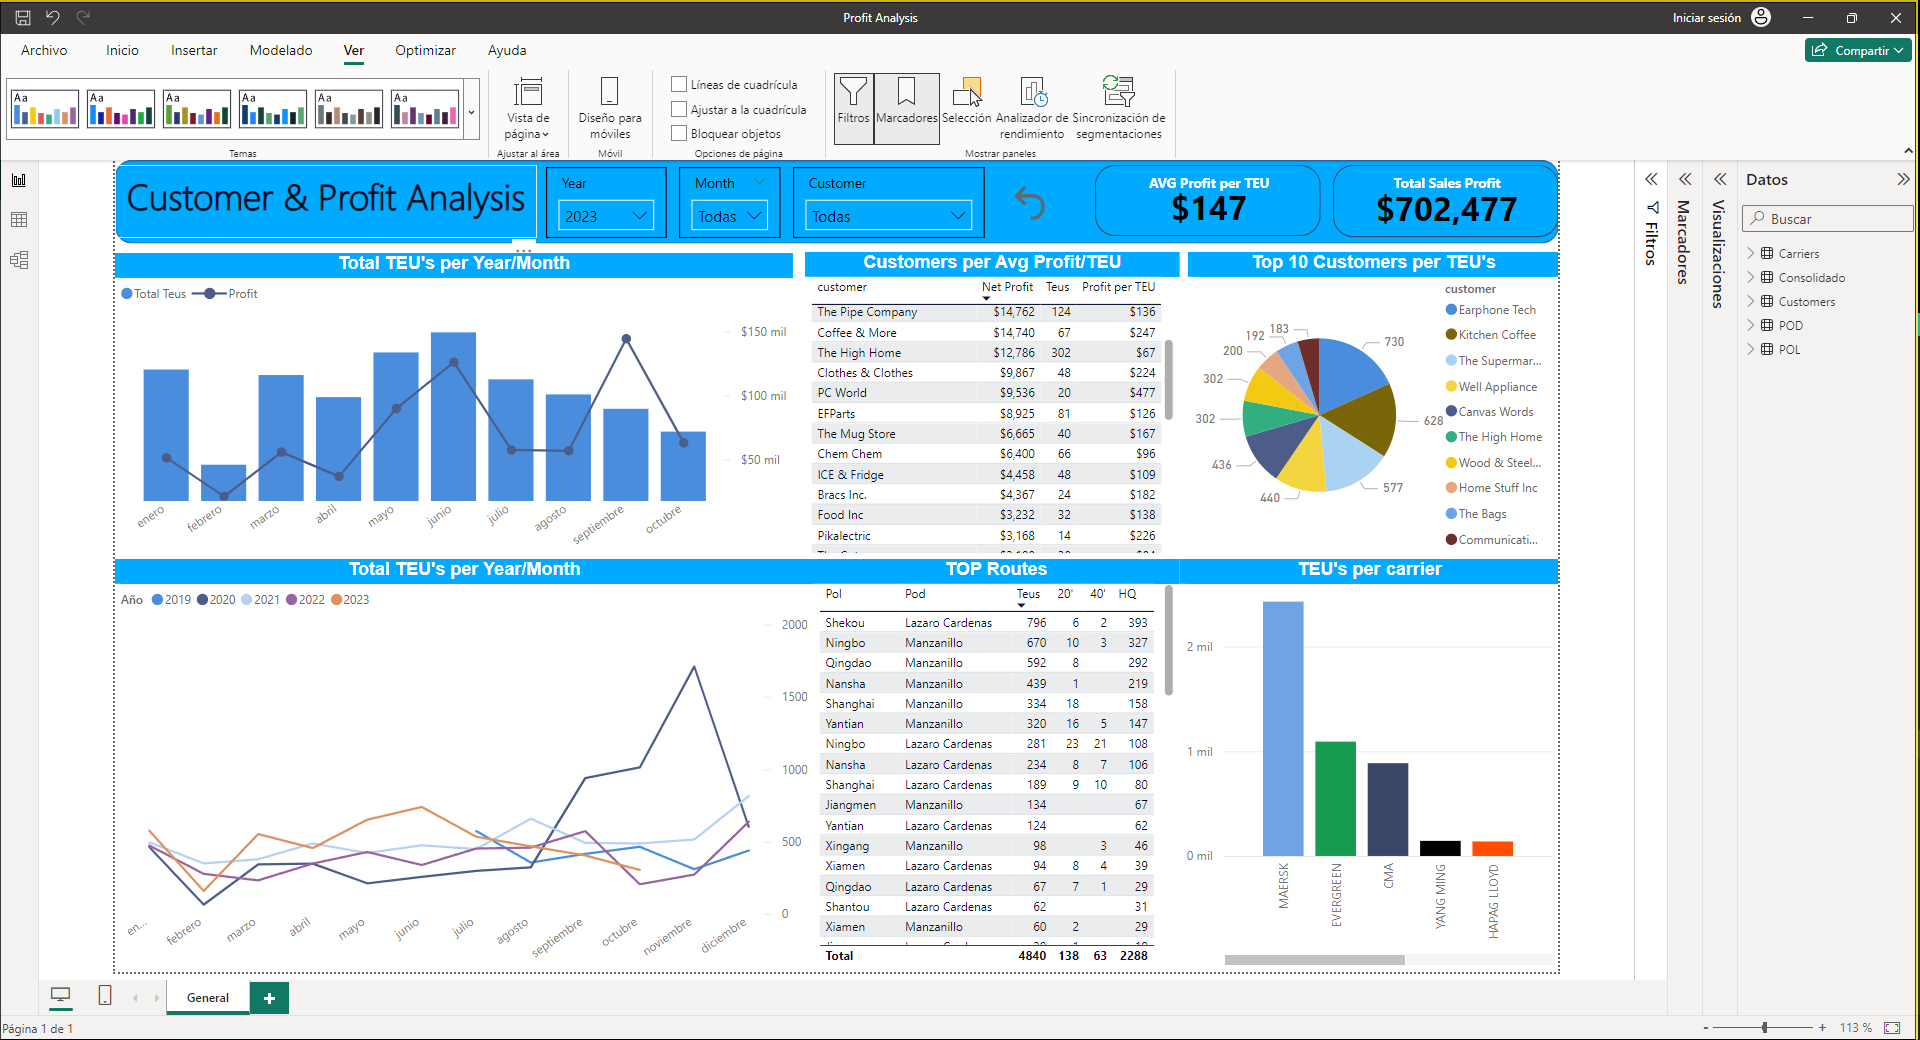 Profit Analysis
Iniciar sesión
Archivo Inicio Insertar Modelado Ver Optimizar Ayuda
Compartir
Aa Aa Aa Aa Aa Aa
Temas
Vista de página
Ajustar al área
Diseño para móviles
Móvil
Líneas de cuadrícula
Ajustar a la cuadrícula
Bloquear objetos
Opciones de página
Filtros
Marcadores
Selección
Analizador de rendimiento
Sincronización de segmentaciones
Mostrar paneles
Customer & Profit Analysis
Year
2023
Month
Todas
Customer
Todas
AVG Profit per TEU
$147
Total Sales Profit
$702,477
Total TEU's per Year/Month
Total Teus Profit
$150 mil
$100 mil
$50 mil
enero febrero marzo abril mayo junio julio agosto septiembre octubre
Customers per Avg Profit/TEU
customer Net Profit Teus Profit per TEU
The Pipe Company $14,762 124 $136
Coffee & More $14,740 67 $247
The High Home $12,786 302 $67
Clothes & Clothes $9,867 48 $224
PC World $9,536 20 $477
EFParts $8,925 81 $126
The Mug Store $6,665 40 $167
Chem Chem $6,400 66 $96
ICE & Fridge $4,458 48 $109
Bracs Inc. $4,367 24 $182
Food Inc $3,232 32 $138
Pikalectric $3,168 14 $226
Top 10 Customers per TEU's
730
628
577
440
436
302
302
200
192
183
customer
Earphone Tech
Kitchen Coffee
The Supermar...
Well Appliance
Canvas Words
The High Home
Wood & Steel...
Home Stuff Inc
The Bags
Communicati...
Total TEU's per Year/Month
Año 2019 2020 2021 2022 2023
2000
1500
1000
500
0
en... febrero marzo abril mayo junio julio agosto septiembre octubre noviembre diciembre
TOP Routes
Pol Pod Teus 20' 40' HQ
Shekou Lazaro Cardenas 796 6 2 393
Ningbo Manzanillo 670 10 3 327
Qingdao Manzanillo 592 8 292
Nansha Manzanillo 439 1 219
Shanghai Manzanillo 334 18 158
Yantian Manzanillo 320 16 5 147
Ningbo Lazaro Cardenas 281 23 21 108
Nansha Lazaro Cardenas 234 8 7 106
Shanghai Lazaro Cardenas 189 9 10 80
Jiangmen Manzanillo 134 67
Yantian Lazaro Cardenas 124 62
Xingang Manzanillo 98 3 46
Xiamen Lazaro Cardenas 94 8 4 39
Qingdao Lazaro Cardenas 67 7 1 29
Shantou Lazaro Cardenas 62 31
Xiamen Manzanillo 60 2 29
Total 4840 138 63 2288
TEU's per carrier
2 mil
1 mil
0 mil
MAERSK
EVERGREEN
CMA
YANG MING
HAPAG LLOYD
Filtros
Marcadores
Visualizaciones
Datos
Buscar
Carriers
Consolidado
Customers
POD
POL
General
+
Página 1 de 1
- + 113 %